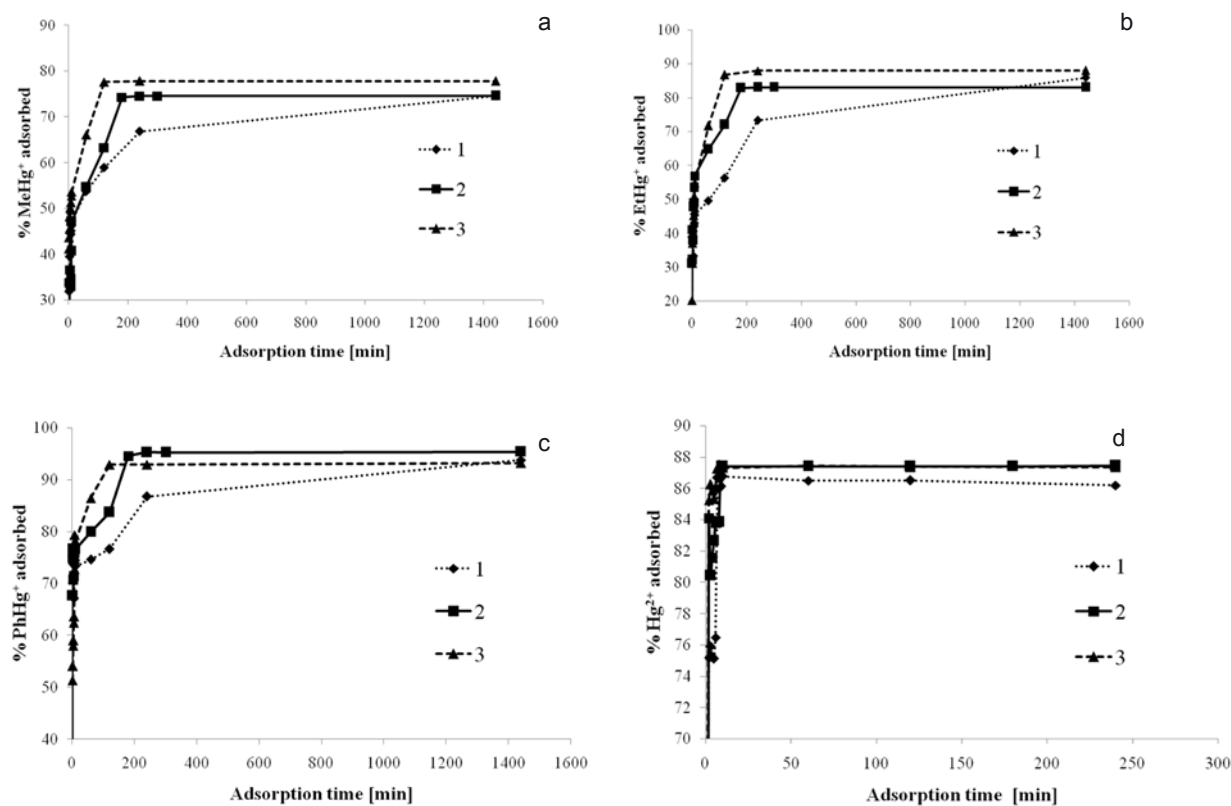 a
90
80
70
60
50
40
30
% MeHg⁺ adsorbed
0 200 400 600 800 1000 1200 1400 1600
Adsorption time [min]
1
2
3
b
100
90
80
70
60
50
40
30
20
% EtHg⁺ adsorbed
0 200 400 600 800 1000 1200 1400 1600
Adsorption time [min]
1
2
3
c
100
90
80
70
60
50
40
% PhHg⁺ adsorbed
0 200 400 600 800 1000 1200 1400 1600
Adsorption time [min]
1
2
3
d
90
88
86
84
82
80
78
76
74
72
70
% Hg²⁺ adsorbed
0 50 100 150 200 250 300
Adsorption time [min]
1
2
3